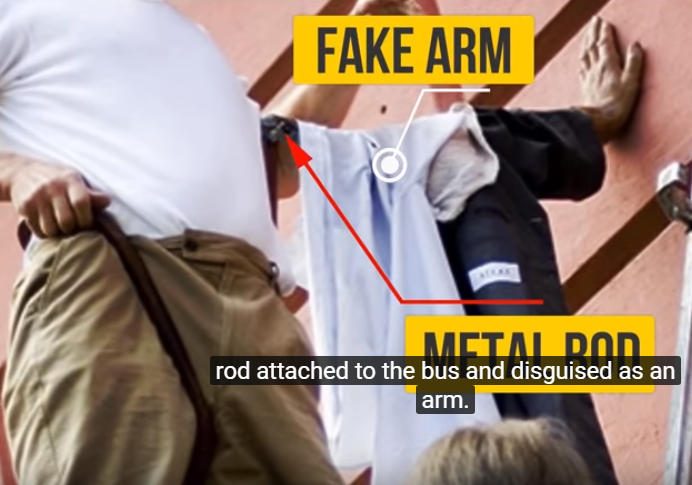 FAKE ARM
METAL ROD
rod attached to the bus and disguised as an
arm.